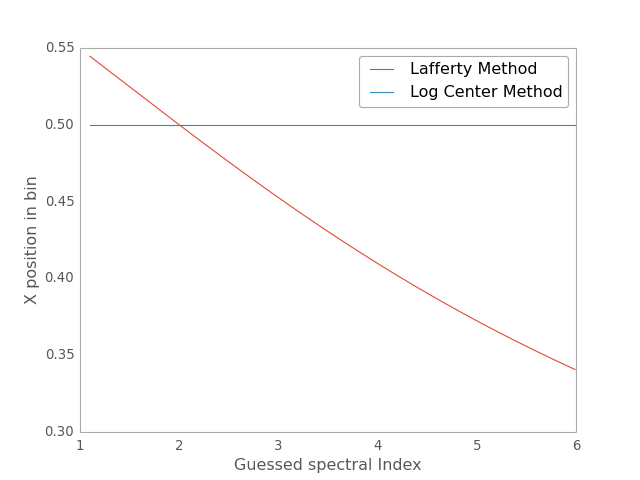 0.55
0.50
0.45
0.40
0.35
0.30
X position in bin
Lafferty Method
Log Center Method
1 2 3 4 5 6
Guessed spectral Index